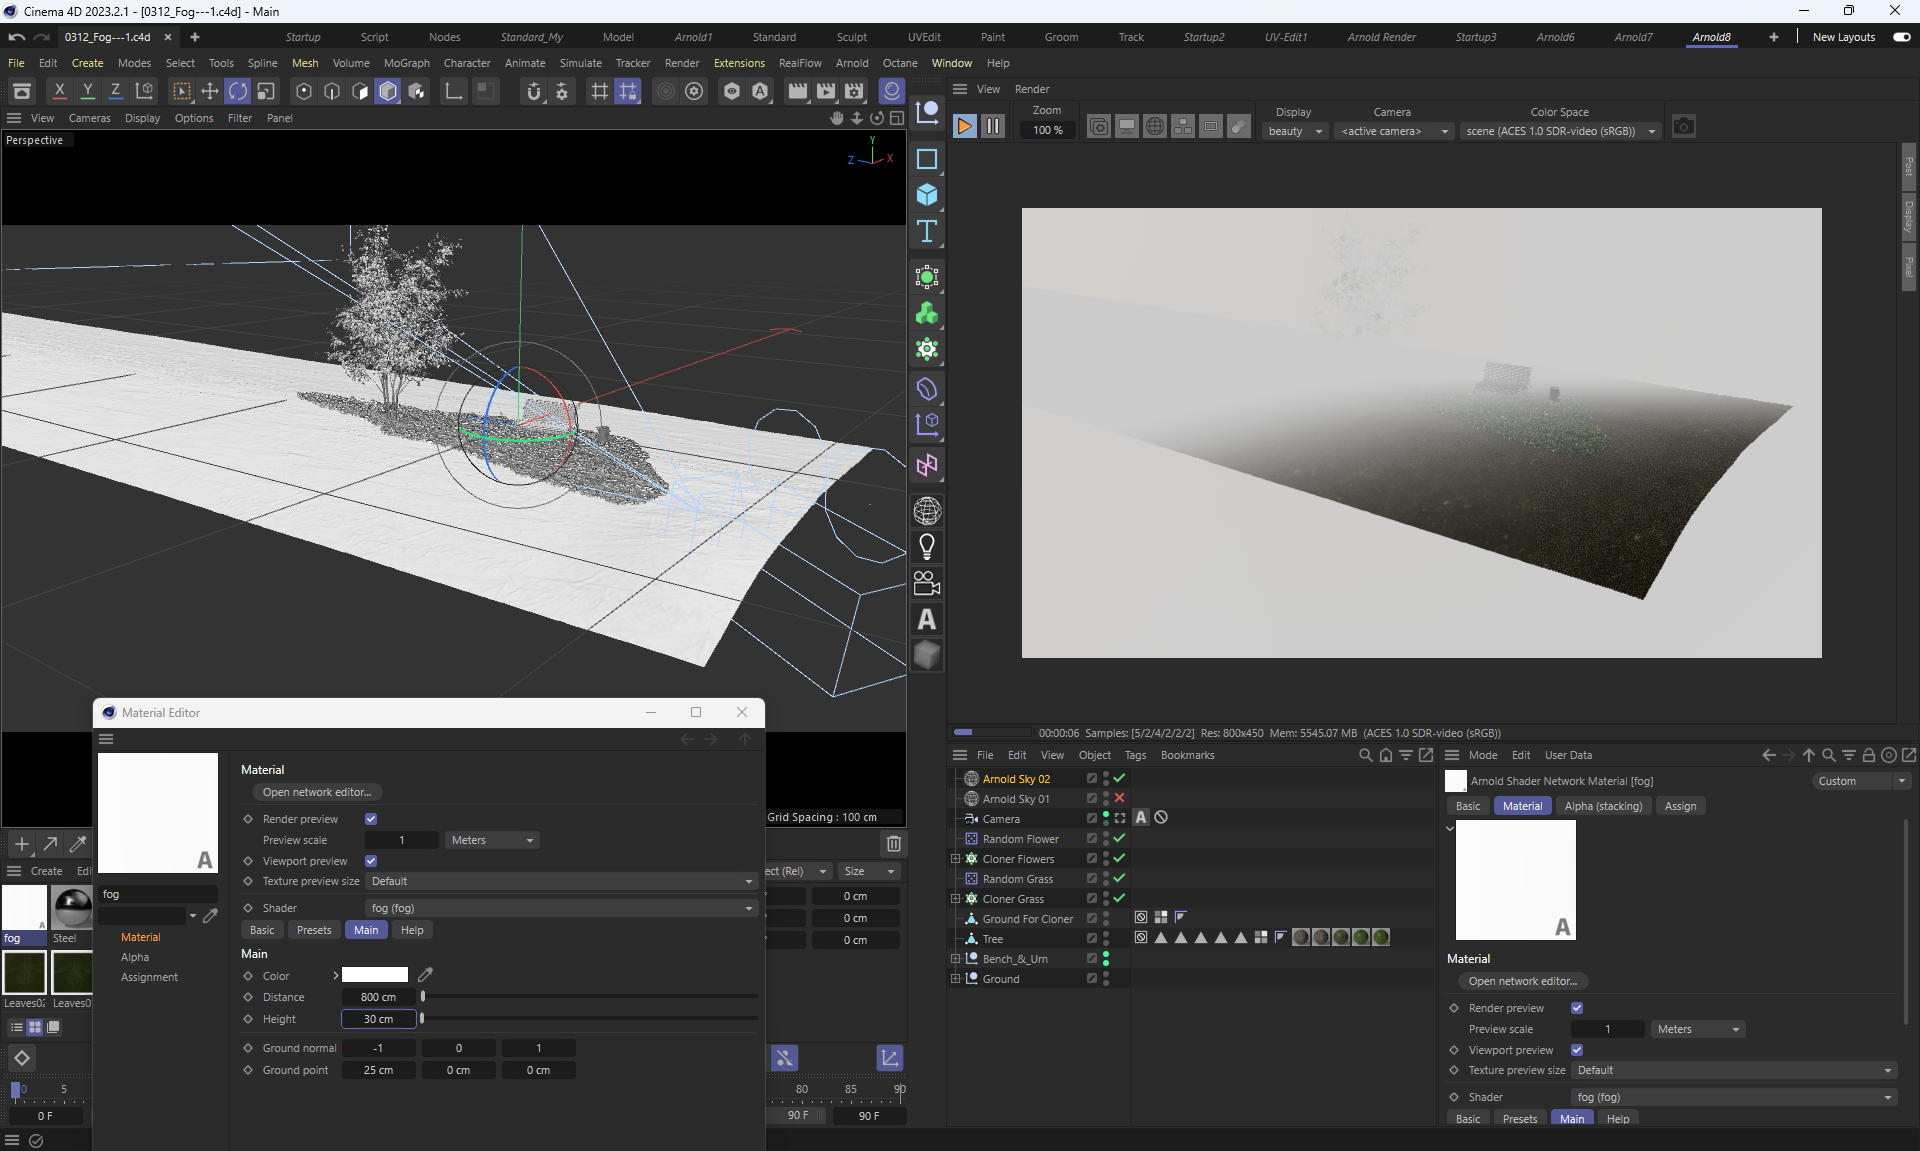 Cinema 4D 2023.2.1 - [0312_Fog---1.c4d] - Main
0312_Fog---1.c4d
Startup Script Nodes Standard_My Model Arnold1 Standard Sculpt UVEdit Paint Groom Track Startup2 UV-Edit1 Arnold Render Startup3 Arnold6 Arnold7 Arnold8 New Layouts
File Edit Create Modes Select Tools Spline Mesh Volume MoGraph Character Animate Simulate Tracker Render Extensions RealFlow Arnold Octane Window Help
X Y Z
View Cameras Display Options Filter Panel
Perspective
Y
Z X
View Render
Zoom Display Camera Color Space
100 % beauty <active camera> scene (ACES 1.0 SDR-video (sRGB))
Post
Display
Pixel
00:00:06 Samples: [5/2/4/2/2/2] Res: 800x450 Mem: 5545.07 MB (ACES 1.0 SDR-video (sRGB))
Grid Spacing : 100 cm
Material Editor
A
fog
Material
Alpha
Assignment
Material
Open network editor...
Render preview
Preview scale 1 Meters
Viewport preview
Texture preview size Default
Shader fog (fog)
Basic Presets Main Help
Main
Color
Distance 800 cm
Height 30 cm
Ground normal -1 0 1
Ground point 25 cm 0 cm 0 cm
Create Edi
fog Steel
Leaves02 Leaves0
0 5
0 F
ect (Rel) Size
0 cm
0 cm
0 cm
80 85 90
90 F 90 F
File Edit View Object Tags Bookmarks
Arnold Sky 02
Arnold Sky 01
Camera A
Random Flower
Cloner Flowers
Random Grass
Cloner Grass
Ground For Cloner
Tree
Bench_&_Urn
Ground
Mode Edit User Data
Arnold Shader Network Material [fog] Custom
Basic Material Alpha (stacking) Assign
A
Material
Open network editor...
Render preview
Preview scale 1 Meters
Viewport preview
Texture preview size Default
Shader fog (fog)
Basic Presets Main Help